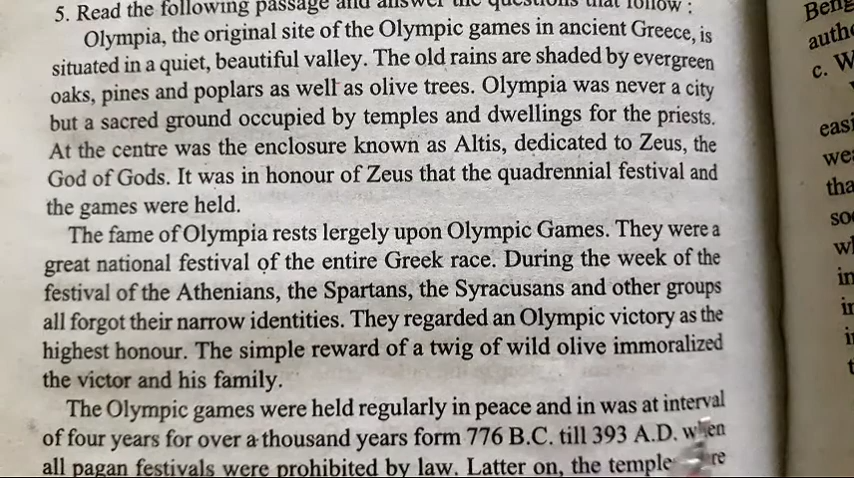 5. Read the following passage and answer the questions that follow :
Olympia, the original site of the Olympic games in ancient Greece, is
situated in a quiet, beautiful valley. The old rains are shaded by evergreen
oaks, pines and poplars as well as olive trees. Olympia was never a city
but a sacred ground occupied by temples and dwellings for the priests.
At the centre was the enclosure known as Altis, dedicated to Zeus, the
God of Gods. It was in honour of Zeus that the quadrennial festival and
the games were held.
The fame of Olympia rests lergely upon Olympic Games. They were a
great national festival of the entire Greek race. During the week of the
festival of the Athenians, the Spartans, the Syracusans and other groups
all forgot their narrow identities. They regarded an Olympic victory as the
highest honour. The simple reward of a twig of wild olive immoralized
the victor and his family.
The Olympic games were held regularly in peace and in was at interval
of four years for over a thousand years form 776 B.C. till 393 A.D. when
all pagan festivals were prohibited by law. Latter on, the temple
Beng
autho
c. W
easi
we
tha
so
wh
in